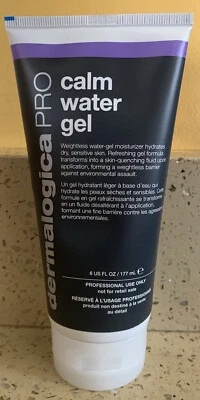 dermalogica PRO
calm
water
gel
Weightless water-gel moisturizer hydrates
dry, sensitive skin. Refreshing gel formula
transforms into a skin-quenching fluid upon
application, forming a weightless barrier
against environmental assault.
Un gel hydratant léger à base d'eau qui
hydrate les peaux sèches et sensibles. Cette
formule en gel rafraîchissante se transforme
en un fluide désaltérant à l'application,
formant une fine barrière contre les agressions
environnementales.
6 US FL OZ / 177 mL ℮
PROFESSIONAL USE ONLY
not for retail sale
RÉSERVÉ À L'USAGE PROFESSIONNEL
produit non destiné à la vente
au détail